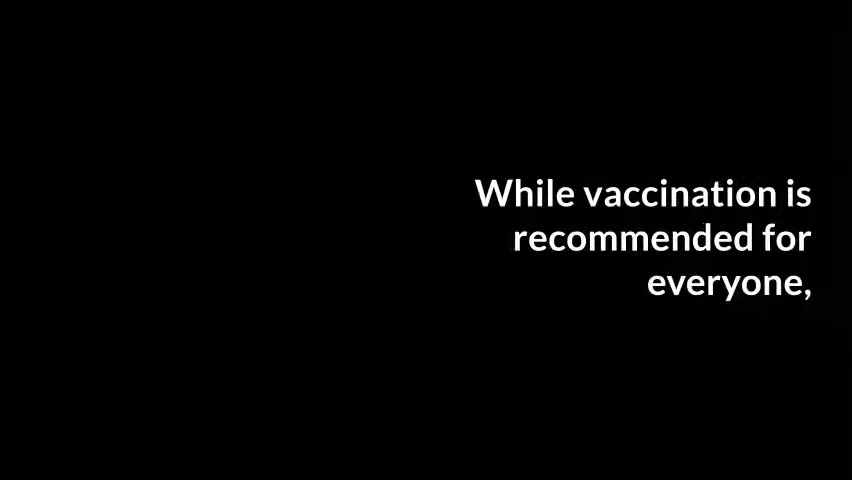 While vaccination is
recommended for
everyone,